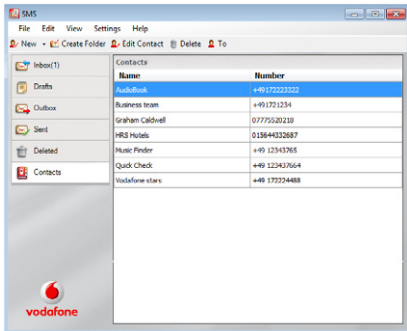 SMS
File Edit View Settings Help
New Create Folder Edit Contact Delete To
Inbox(1)
Drafts
Outbox
Sent
Deleted
Contacts
Contacts
Name Number
AudioBook +49172223322
Business team +491721234
Graham Caldwell 07775520218
HRS Hotels 015644332687
Music Finder +49 12343765
Quick Check +49 123437664
Vodafone stars +49 172224488
vodafone